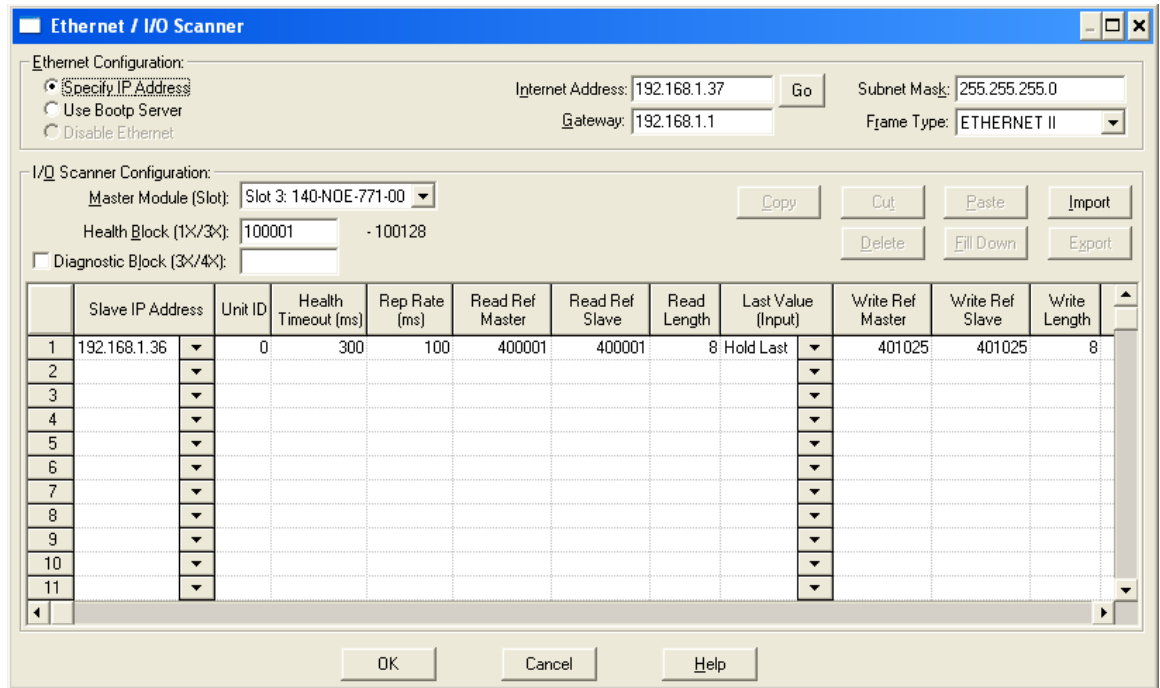 Ethernet / I/O Scanner
Ethernet Configuration:
Specify IP Address
Use Bootp Server
Disable Ethernet
Internet Address: 192.168.1.37 Go
Gateway: 192.168.1.1
Subnet Mask: 255.255.255.0
Frame Type: ETHERNET II
I/O Scanner Configuration:
Master Module (Slot): Slot 3: 140-NOE-771-00
Health Block (1X/3X): 100001 - 100128
Diagnostic Block (3X/4X):
Copy Cut Paste Import
Delete Fill Down Export
Slave IP Address Unit ID Health Timeout (ms) Rep Rate (ms) Read Ref Master Read Ref Slave Read Length Last Value (Input) Write Ref Master Write Ref Slave Write Length
1 192.168.1.36 0 300 100 400001 400001 8 Hold Last 401025 401025 8
2
3
4
5
6
7
8
9
10
11
OK Cancel Help